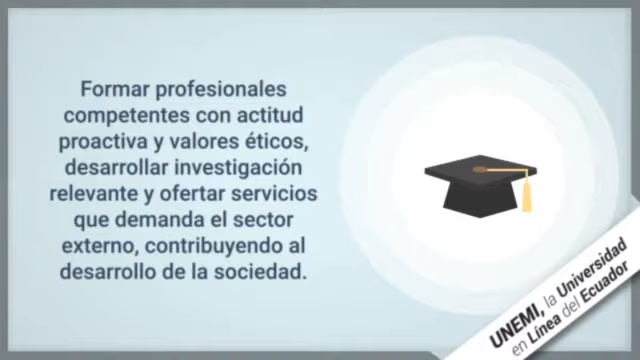 Formar profesionales
competentes con actitud
proactiva y valores éticos,
desarrollar investigación
relevante y ofertar servicios
que demanda el sector
externo, contribuyendo al
desarrollo de la sociedad.
UNEMI, la Universidad
en Línea del Ecuador